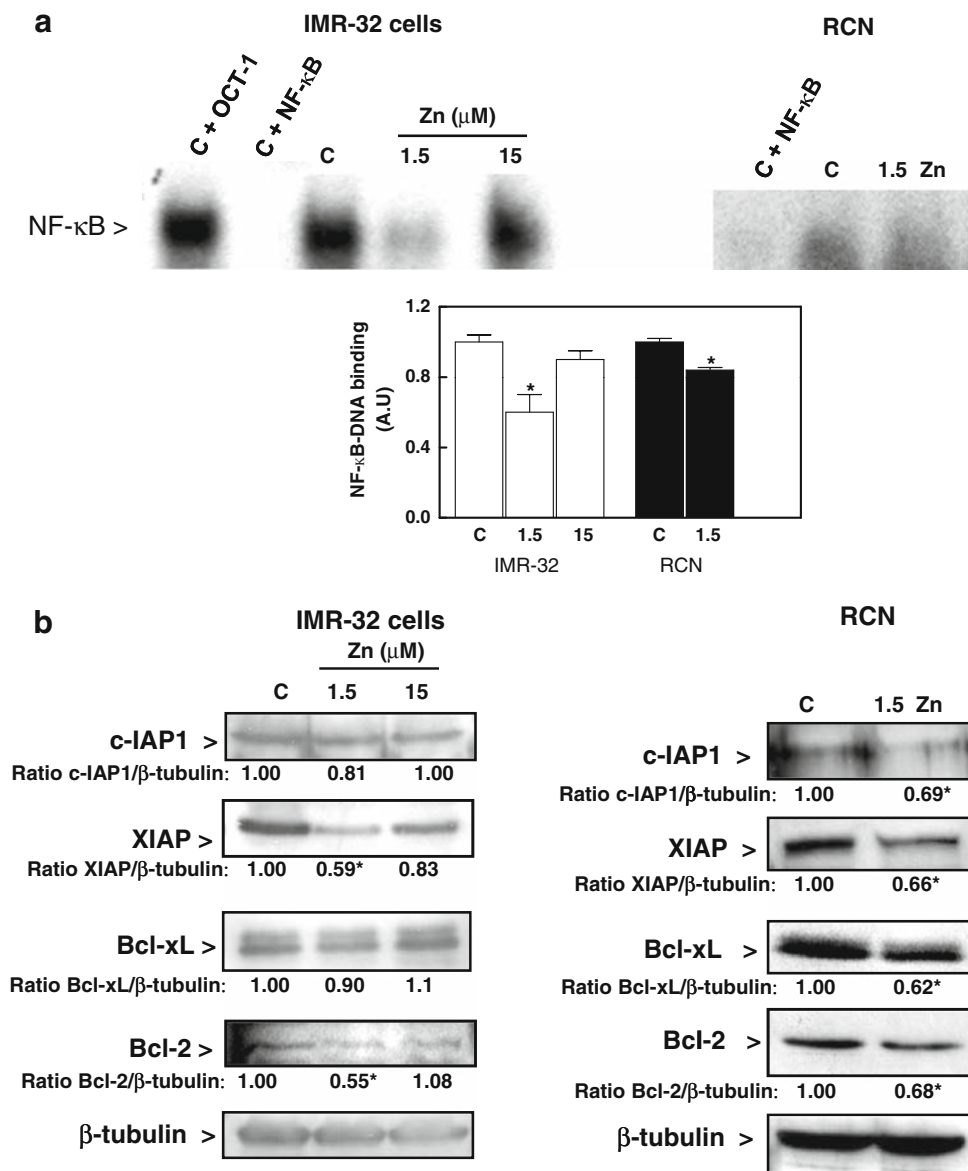 a
IMR-32 cells
RCN
C + OCT-1
C + NF-κB
C
Zn (μM)
1.5
15
C + NF-κB
C
1.5 Zn
NF-κB >
NF-κB-DNA binding
(A.U)
1.2
0.8
0.4
0.0
*
*
C 1.5 15 C 1.5
IMR-32 RCN
b
IMR-32 cells
Zn (μM)
C 1.5 15
c-IAP1 >
Ratio c-IAP1/β-tubulin: 1.00 0.81 1.00
XIAP >
Ratio XIAP/β-tubulin: 1.00 0.59* 0.83
Bcl-xL >
Ratio Bcl-xL/β-tubulin: 1.00 0.90 1.1
Bcl-2 >
Ratio Bcl-2/β-tubulin: 1.00 0.55* 1.08
β-tubulin >
RCN
C 1.5 Zn
c-IAP1 >
Ratio c-IAP1/β-tubulin: 1.00 0.69*
XIAP >
Ratio XIAP/β-tubulin: 1.00 0.66*
Bcl-xL >
Ratio Bcl-xL/β-tubulin: 1.00 0.62*
Bcl-2 >
Ratio Bcl-2/β-tubulin: 1.00 0.68*
β-tubulin >